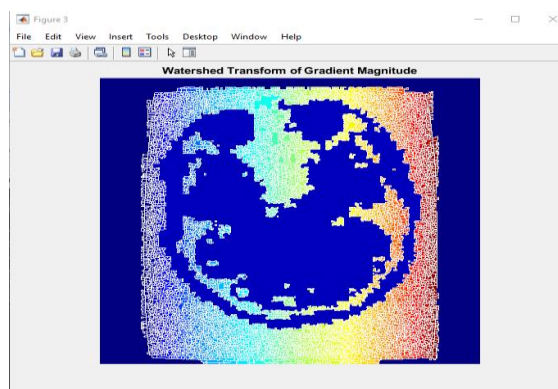 Figure 3
File Edit View Insert Tools Desktop Window Help
Watershed Transform of Gradient Magnitude